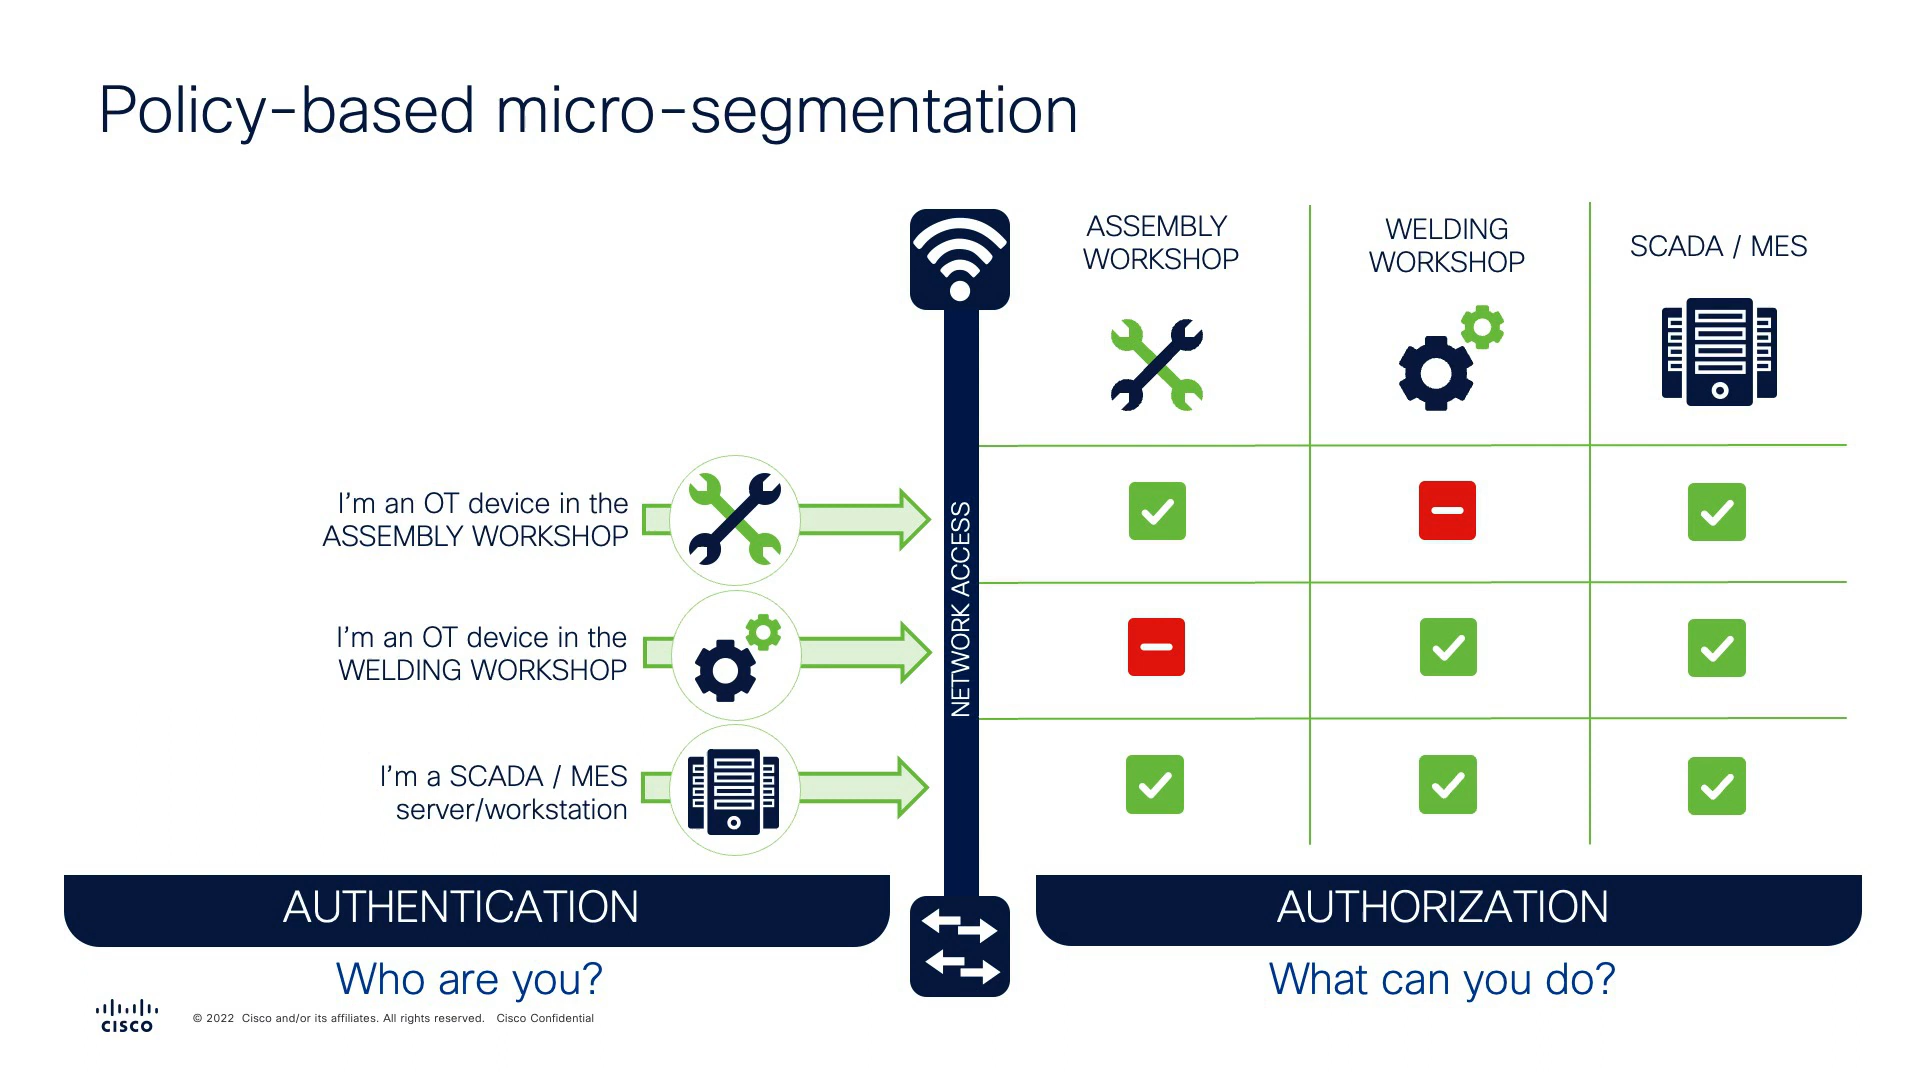 Policy-based micro-segmentation
ASSEMBLY
WORKSHOP
WELDING
WORKSHOP
SCADA / MES
I'm an OT device in the
ASSEMBLY WORKSHOP
I'm an OT device in the
WELDING WORKSHOP
I'm a SCADA / MES
server/workstation
NETWORK ACCESS
AUTHENTICATION
Who are you?
AUTHORIZATION
What can you do?
CISCO
© 2022 Cisco and/or its affiliates. All rights reserved. Cisco Confidential